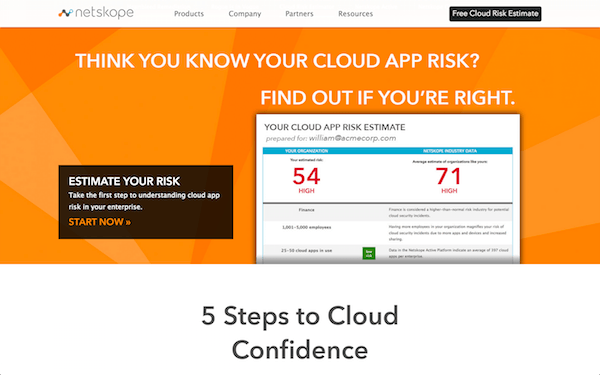 netskope
Products Company Partners Resources
Free Cloud Risk Estimate
THINK YOU KNOW YOUR CLOUD APP RISK?
FIND OUT IF YOU'RE RIGHT.
YOUR CLOUD APP RISK ESTIMATE
prepared for: william@acmecorp.com
YOUR ORGANIZATION NETSKOPE INDUSTRY DATA
Your estimated risk: Average estimate of organizations like yours:
54 71
HIGH HIGH
Finance Finance is considered a higher-than-normal risk industry for potential
cloud security incidents.
1,001-5,000 employees Having more employees in your organization magnifies your risk of
cloud security incidents due to more apps and devices and increased
sharing.
25-50 cloud apps in use low Data in the Netskope Active Platform indicate an average of 397 cloud
risk apps per enterprise.
ESTIMATE YOUR RISK
Take the first step to understanding cloud app
risk in your enterprise.
START NOW »
5 Steps to Cloud
Confidence